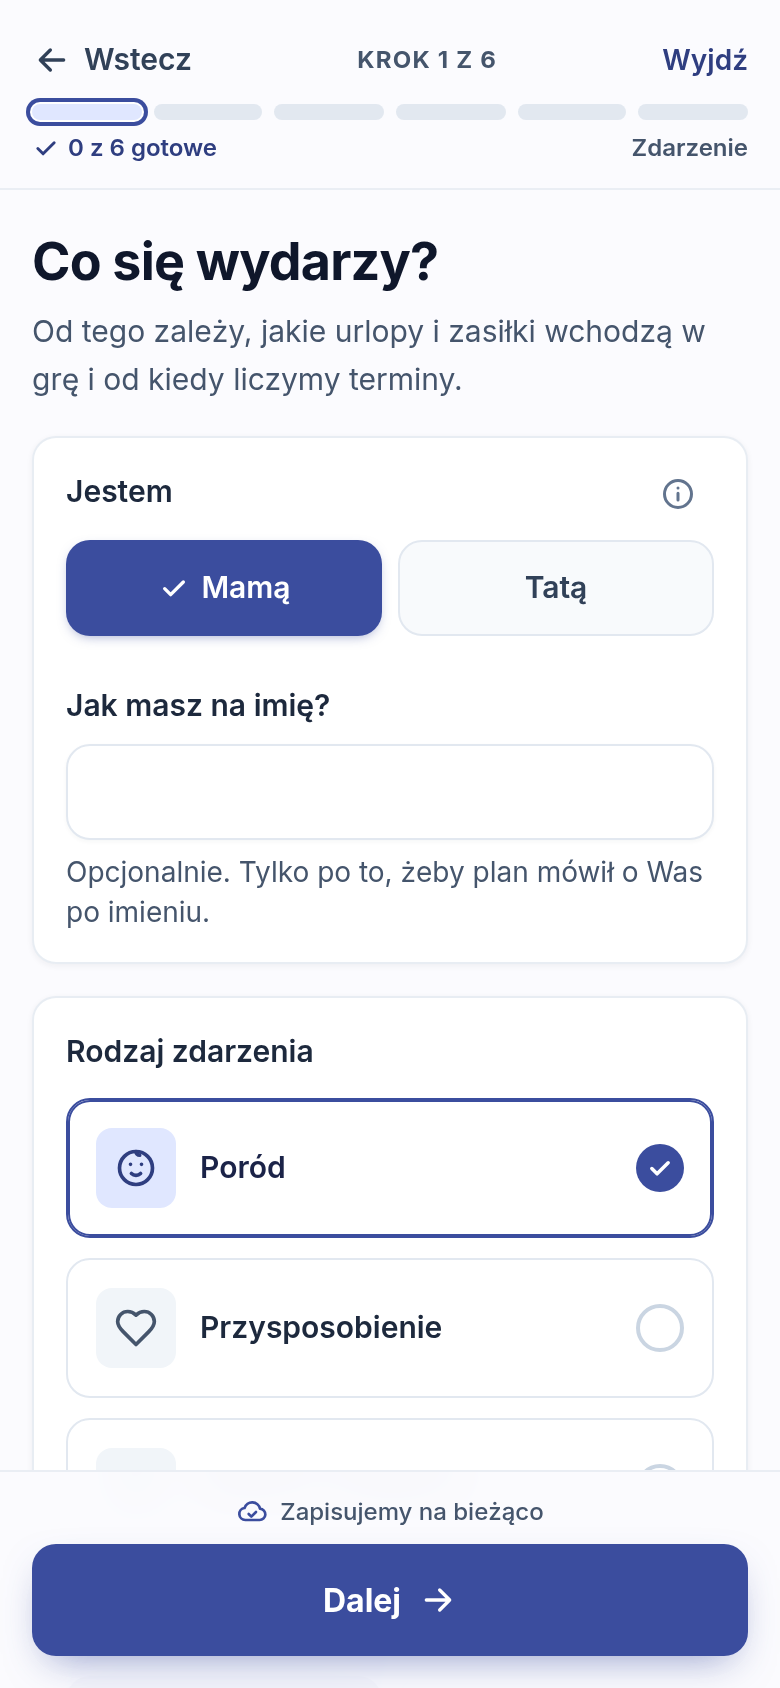 Wstecz
KROK 1 Z 6
Wyjdź
0 z 6 gotowe
Zdarzenie
Co się wydarzy?
Od tego zależy, jakie urlopy i zasiłki wchodzą w
grę i od kiedy liczymy terminy.
Jestem
Mamą
Tatą
Jak masz na imię?
Opcjonalnie. Tylko po to, żeby plan mówił o Was
po imieniu.
Rodzaj zdarzenia
Poród
Przysposobienie
Zapisujemy na bieżąco
Dalej